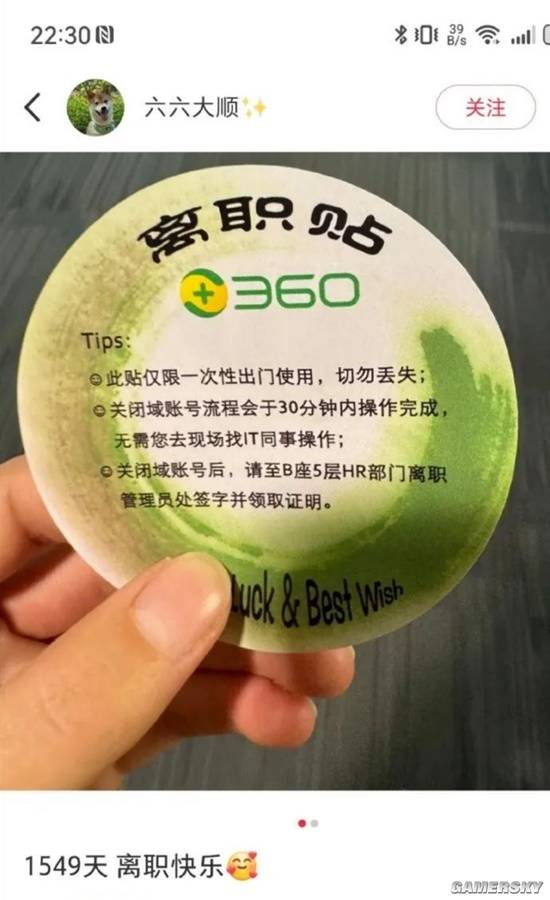 22:30
39
B/s
六六大顺✨
关注
离职贴
360
Tips:
☺此贴仅限一次性出门使用，切勿丢失；
☺关闭域账号流程会于30分钟内操作完成，
无需您去现场找IT同事操作；
☺关闭域账号后，请至B座5层HR部门离职
管理员处签字并领取证明。
Luck & Best Wish
1549天 离职快乐🥰
GAMERSKY